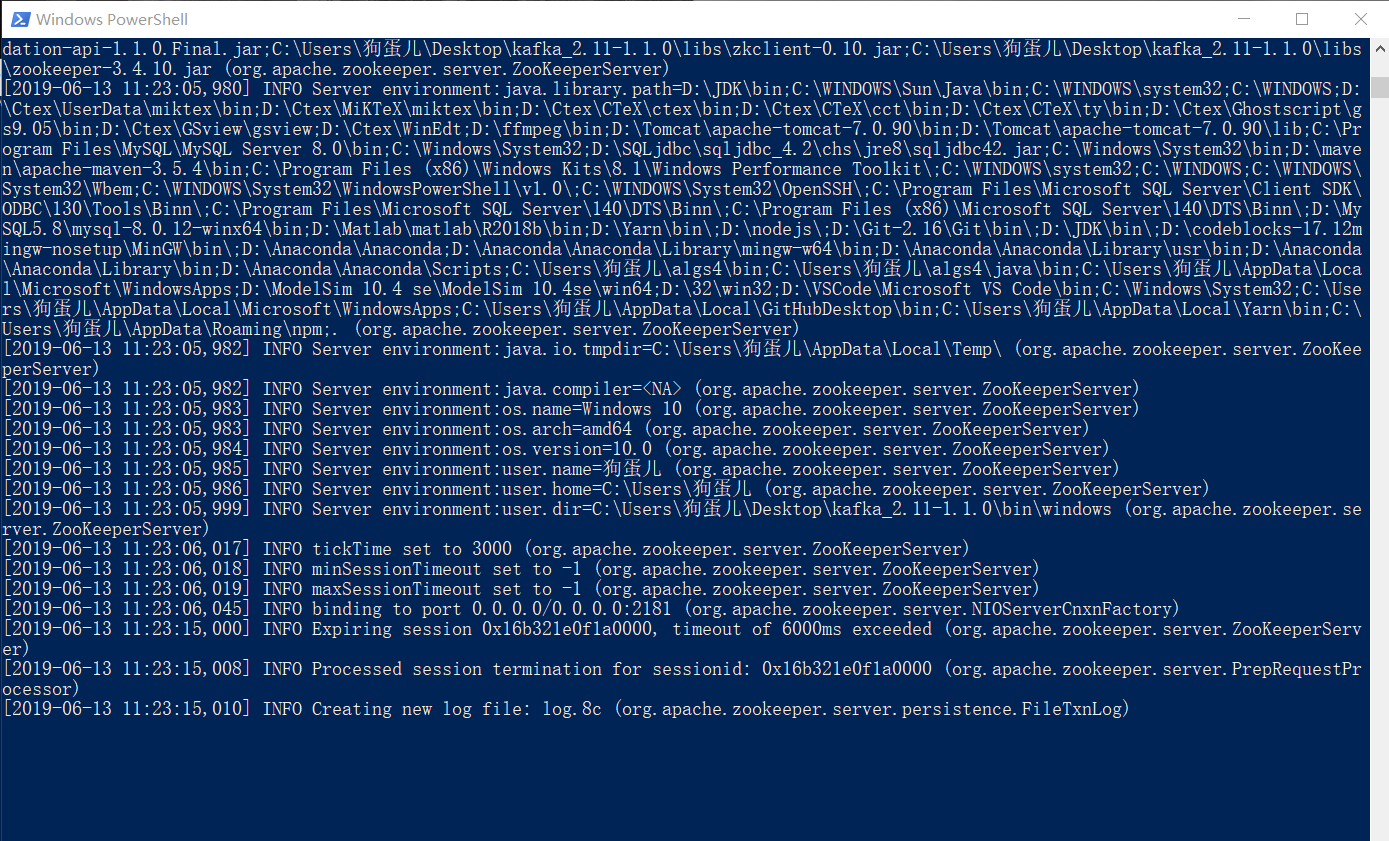 Windows PowerShell
dation-api-1.1.0.Final.jar;C:\Users\狗蛋儿\Desktop\kafka_2.11-1.1.0\libs\zkclient-0.10.jar;C:\Users\狗蛋儿\Desktop\kafka_2.11-1.1.0\libs
\zookeeper-3.4.10.jar (org.apache.zookeeper.server.ZooKeeperServer)
[2019-06-13 11:23:05,980] INFO Server environment:java.library.path=D:\JDK\bin;C:\WINDOWS\Sun\Java\bin;C:\WINDOWS\system32;C:\WINDOWS;D:
\Ctex\UserData\miktex\bin;D:\Ctex\MiKTeX\miktex\bin;D:\Ctex\CTeX\ctex\bin;D:\Ctex\CTeX\cct\bin;D:\Ctex\CTeX\ty\bin;D:\Ctex\Ghostscript\g
s9.05\bin;D:\Ctex\GSview\gsview;D:\Ctex\WinEdt;D:\ffmpeg\bin;D:\Tomcat\apache-tomcat-7.0.90\bin;D:\Tomcat\apache-tomcat-7.0.90\lib;C:\Pr
ogram Files\MySQL\MySQL Server 8.0\bin;C:\Windows\System32;D:\SQLjdbc\sqljdbc_4.2\chs\jre8\sqljdbc42.jar;C:\Windows\System32\bin;D:\mave
n\apache-maven-3.5.4\bin;C:\Program Files (x86)\Windows Kits\8.1\Windows Performance Toolkit\;C:\WINDOWS\system32;C:\WINDOWS;C:\WINDOWS\
System32\Wbem;C:\WINDOWS\System32\WindowsPowerShell\v1.0\;C:\WINDOWS\System32\OpenSSH\;C:\Program Files\Microsoft SQL Server\Client SDK\
ODBC\130\Tools\Binn\;C:\Program Files\Microsoft SQL Server\140\DTS\Binn\;C:\Program Files (x86)\Microsoft SQL Server\140\DTS\Binn\;D:\My
SQL5.8\mysql-8.0.12-winx64\bin;D:\Matlab\matlab\R2018b\bin;D:\Yarn\bin\;D:\nodejs\;D:\Git-2.16\Git\bin\;D:\JDK\bin\;D:\codeblocks-17.12m
ingw-nosetup\MinGW\bin\;D:\Anaconda\Anaconda;D:\Anaconda\Anaconda\Library\mingw-w64\bin;D:\Anaconda\Anaconda\Library\usr\bin;D:\Anaconda
\Anaconda\Library\bin;D:\Anaconda\Anaconda\Scripts;C:\Users\狗蛋儿\algs4\bin;C:\Users\狗蛋儿\algs4\java\bin;C:\Users\狗蛋儿\AppData\Loca
l\Microsoft\WindowsApps;D:\ModelSim 10.4 se\ModelSim 10.4se\win64;D:\32\win32;D:\VSCode\Microsoft VS Code\bin;C:\Windows\System32;C:\Use
rs\狗蛋儿\AppData\Local\Microsoft\WindowsApps;C:\Users\狗蛋儿\AppData\Local\GitHubDesktop\bin;C:\Users\狗蛋儿\AppData\Local\Yarn\bin;C:\
Users\狗蛋儿\AppData\Roaming\npm;. (org.apache.zookeeper.server.ZooKeeperServer)
[2019-06-13 11:23:05,982] INFO Server environment:java.io.tmpdir=C:\Users\狗蛋儿\AppData\Local\Temp\ (org.apache.zookeeper.server.ZooKee
perServer)
[2019-06-13 11:23:05,982] INFO Server environment:java.compiler=<NA> (org.apache.zookeeper.server.ZooKeeperServer)
[2019-06-13 11:23:05,983] INFO Server environment:os.name=Windows 10 (org.apache.zookeeper.server.ZooKeeperServer)
[2019-06-13 11:23:05,983] INFO Server environment:os.arch=amd64 (org.apache.zookeeper.server.ZooKeeperServer)
[2019-06-13 11:23:05,984] INFO Server environment:os.version=10.0 (org.apache.zookeeper.server.ZooKeeperServer)
[2019-06-13 11:23:05,985] INFO Server environment:user.name=狗蛋儿 (org.apache.zookeeper.server.ZooKeeperServer)
[2019-06-13 11:23:05,986] INFO Server environment:user.home=C:\Users\狗蛋儿 (org.apache.zookeeper.server.ZooKeeperServer)
[2019-06-13 11:23:05,999] INFO Server environment:user.dir=C:\Users\狗蛋儿\Desktop\kafka_2.11-1.1.0\bin\windows (org.apache.zookeeper.se
rver.ZooKeeperServer)
[2019-06-13 11:23:06,017] INFO tickTime set to 3000 (org.apache.zookeeper.server.ZooKeeperServer)
[2019-06-13 11:23:06,018] INFO minSessionTimeout set to -1 (org.apache.zookeeper.server.ZooKeeperServer)
[2019-06-13 11:23:06,019] INFO maxSessionTimeout set to -1 (org.apache.zookeeper.server.ZooKeeperServer)
[2019-06-13 11:23:06,045] INFO binding to port 0.0.0.0/0.0.0.0:2181 (org.apache.zookeeper.server.NIOServerCnxnFactory)
[2019-06-13 11:23:15,000] INFO Expiring session 0x16b321e0f1a0000, timeout of 6000ms exceeded (org.apache.zookeeper.server.ZooKeeperServ
er)
[2019-06-13 11:23:15,008] INFO Processed session termination for sessionid: 0x16b321e0f1a0000 (org.apache.zookeeper.server.PrepRequestPr
ocessor)
[2019-06-13 11:23:15,010] INFO Creating new log file: log.8c (org.apache.zookeeper.server.persistence.FileTxnLog)